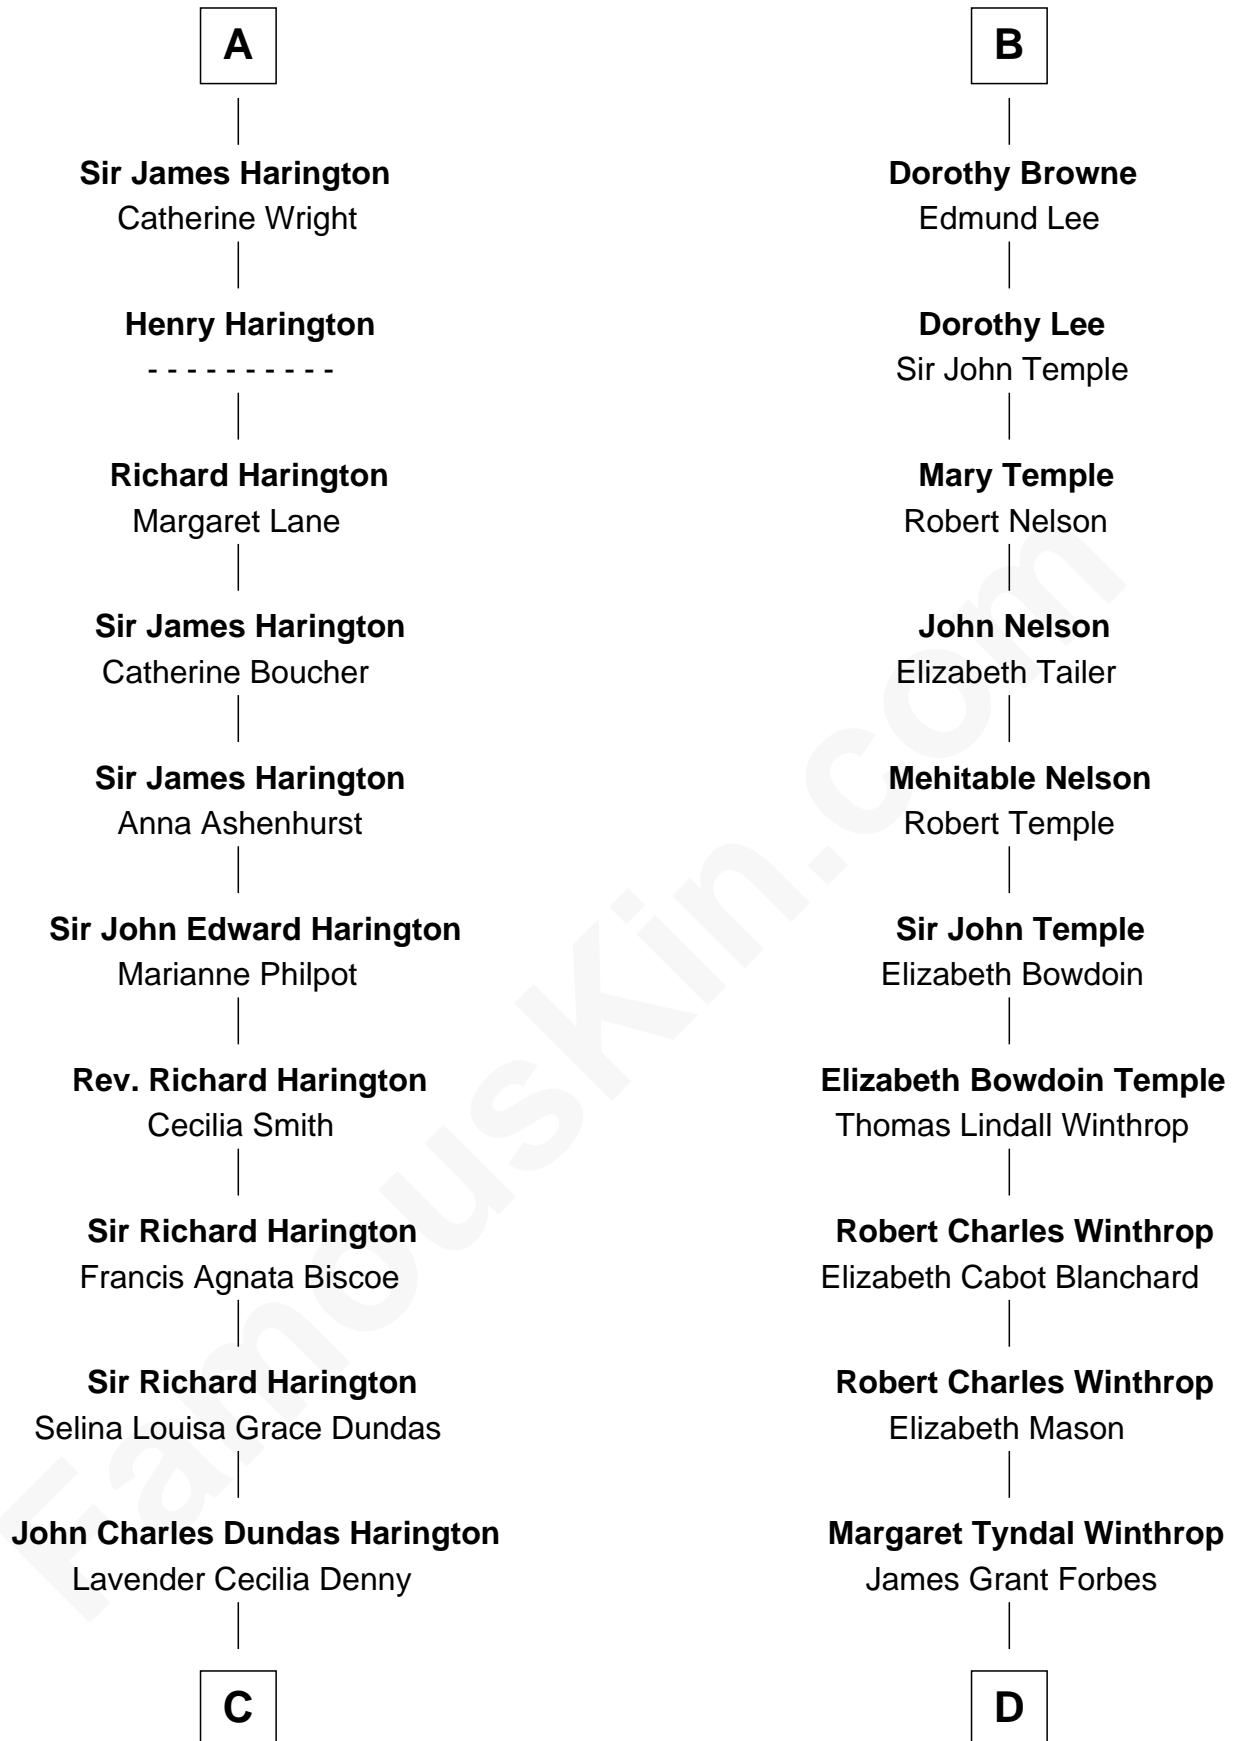 A
Sir James Harington
Catherine Wright
Henry Harington
- - - - - - - - - -
Richard Harington
Margaret Lane
Sir James Harington
Catherine Boucher
Sir James Harington
Anna Ashenhurst
Sir John Edward Harington
Marianne Philpot
Rev. Richard Harington
Cecilia Smith
Sir Richard Harington
Francis Agnata Biscoe
Sir Richard Harington
Selina Louisa Grace Dundas
John Charles Dundas Harington
Lavender Cecilia Denny
C
B
Dorothy Browne
Edmund Lee
Dorothy Lee
Sir John Temple
Mary Temple
Robert Nelson
John Nelson
Elizabeth Tailer
Mehitable Nelson
Robert Temple
Sir John Temple
Elizabeth Bowdoin
Elizabeth Bowdoin Temple
Thomas Lindall Winthrop
Robert Charles Winthrop
Elizabeth Cabot Blanchard
Robert Charles Winthrop
Elizabeth Mason
Margaret Tyndal Winthrop
James Grant Forbes
D
FamousKin.com